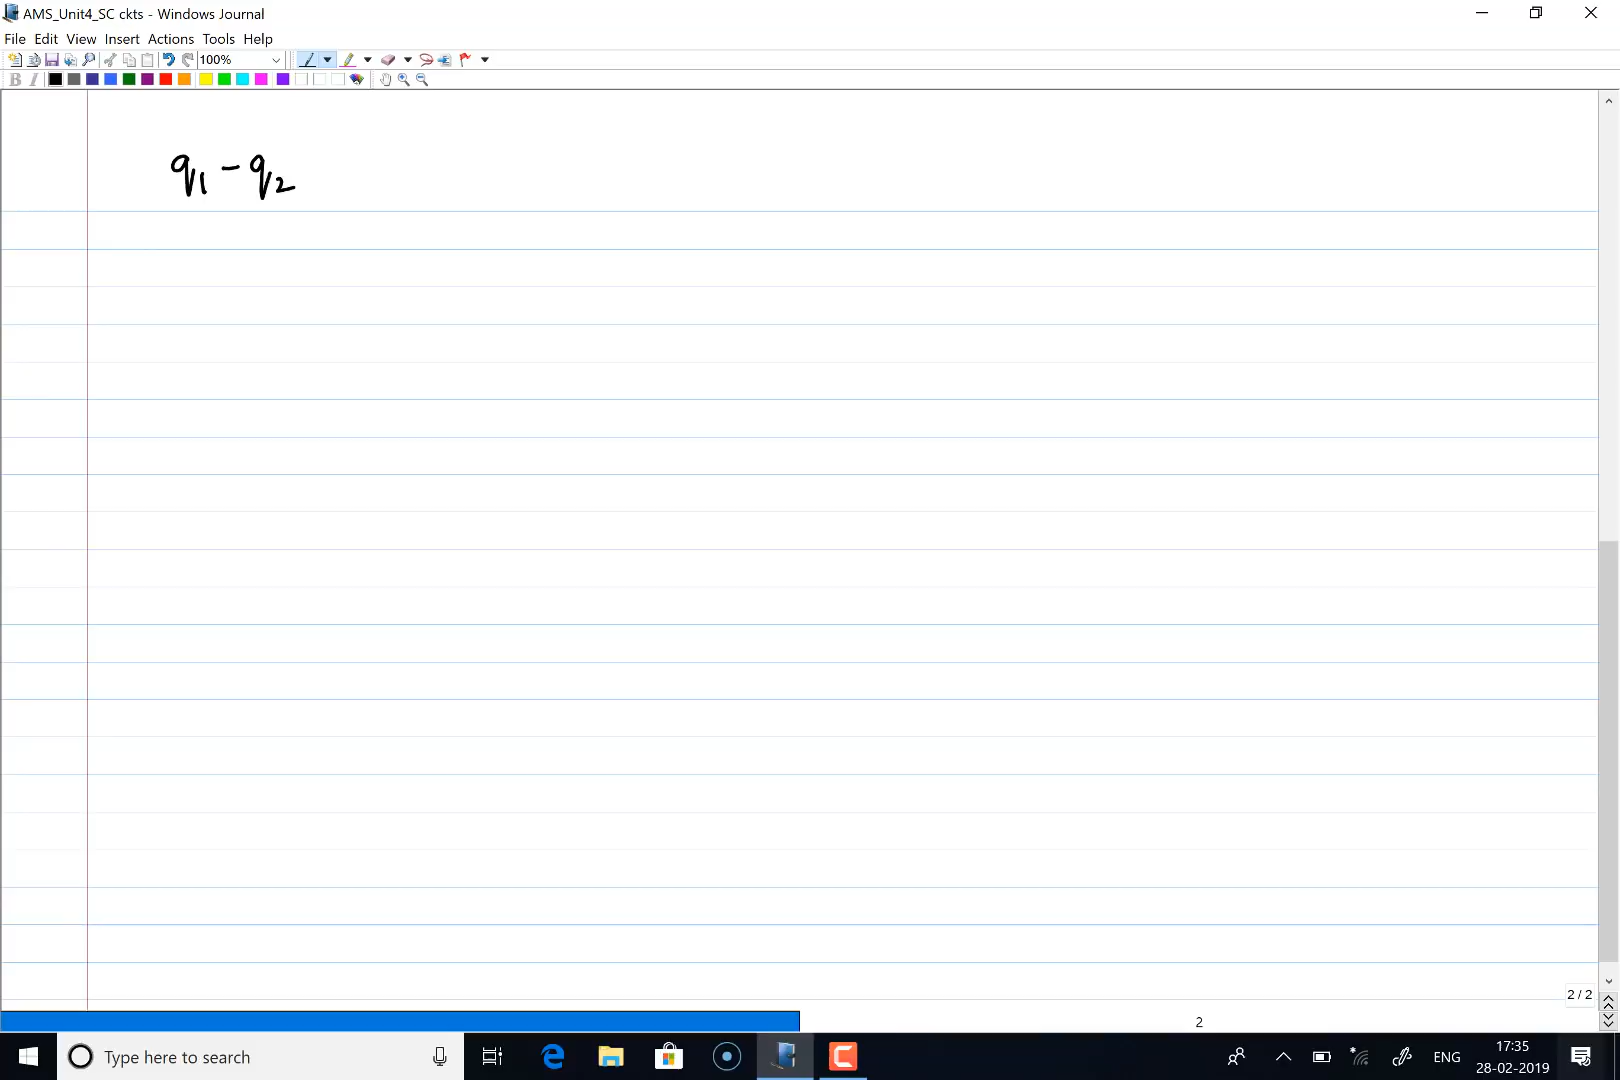 AMS_Unit4_SC ckts - Windows Journal
File Edit View Insert Actions Tools Help
100%
B I
q₁ - q₂
2 / 2
2
Type here to search
ENG
17:35
28-02-2019